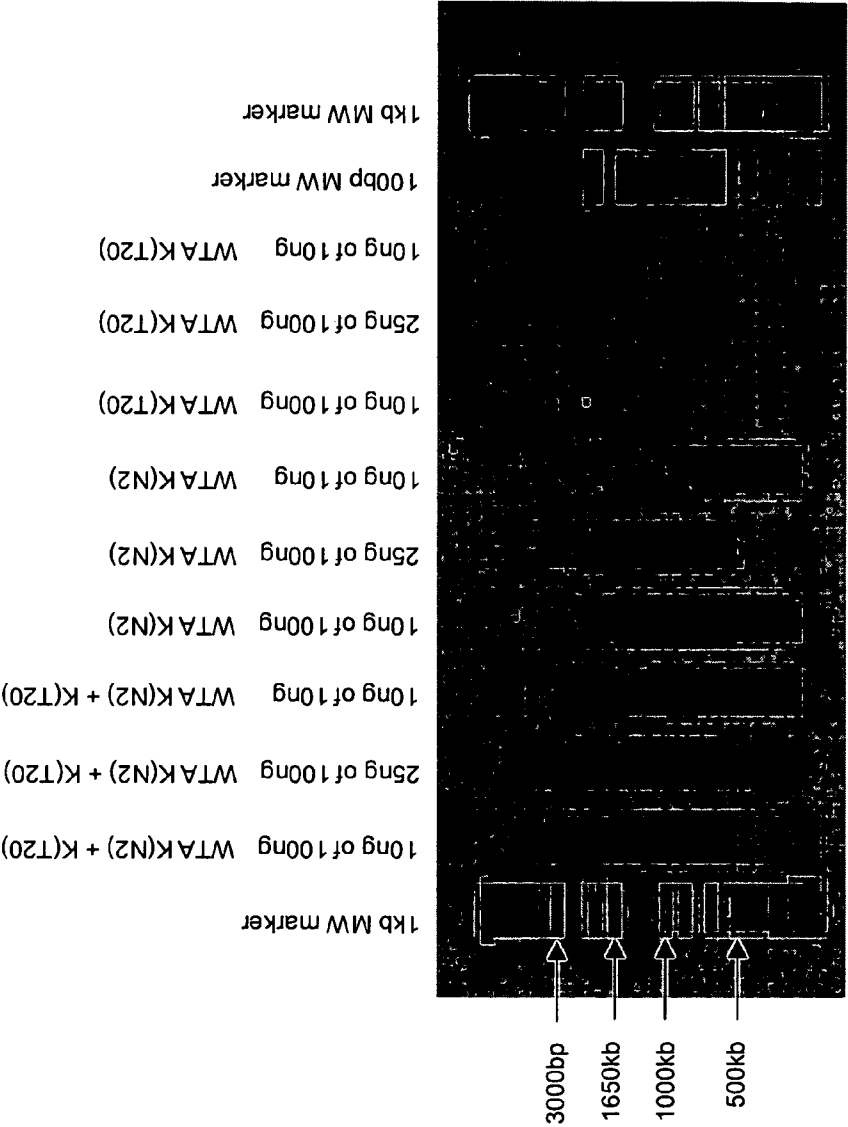 1kb MW marker
10ng of 100ng WTA K(N2) + K(T20)
25ng of 100ng WTA K(N2) + K(T20)
10ng of 10ng WTA K(N2) + K(T20)
10ng of 100ng WTA K(N2)
25ng of 100ng WTA K(N2)
10ng of 10ng WTA K(N2)
10ng of 100ng WTA K(T20)
25ng of 100ng WTA K(T20)
10ng of 10ng WTA K(T20)
100bp MW marker
1kb MW marker
3000bp
1650kb
1000kb
500kb